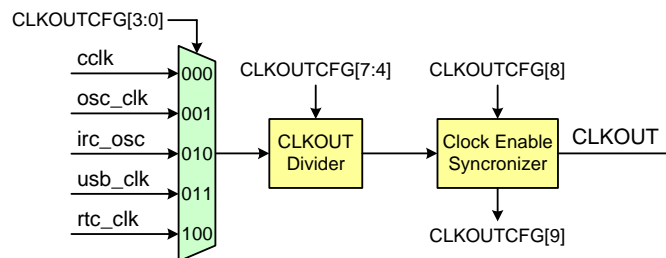 CLKOUTCFG[3:0]
cclk
000
CLKOUTCFG[7:4]
CLKOUTCFG[8]
osc_clk
001
irc_osc
010
CLKOUT
Divider
Clock Enable
Syncronizer
CLKOUT
usb_clk
011
rtc_clk
100
CLKOUTCFG[9]